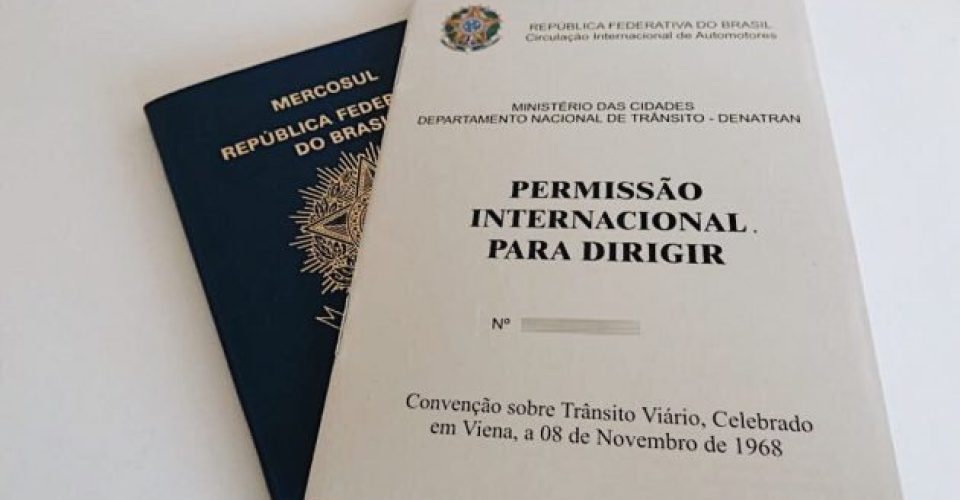 MERCOSUL
REPÚBLICA FEDER
DO BRASIL
REPÚBLICA FEDERATIVA DO BRASIL
Circulação Internacional de Automotores
MINISTÉRIO DAS CIDADES
DEPARTAMENTO NACIONAL DE TRÂNSITO - DENATRAN
PERMISSÃO
INTERNACIONAL.
PARA DIRIGIR
Nº
Convenção sobre Trânsito Viário, Celebrado
em Viena, a 08 de Novembro de 1968